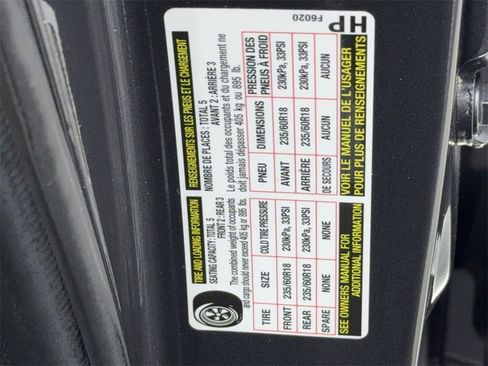 TIRE AND LOADING INFORMATION
SEATING CAPACITY: TOTAL 5
FRONT 2 : REAR 3
The combined weight of occupants
and cargo should never exceed 405 kg or 895 lbs.
TIRE SIZE COLD TIRE PRESSURE
FRONT 235/60R18 230kPa, 33PSI
REAR 235/60R18 230kPa, 33PSI
SPARE NONE NONE
SEE OWNERS MANUAL FOR
ADDITIONAL INFORMATION
RENSEIGNEMENTS SUR LES PNEUS ET LE CHARGEMENT
NOMBRE DE PLACES : TOTAL 5
AVANT 2 : ARRIÈRE 3
Le poids total des occupants et du chargement ne
doit jamais dépasser 405 kg ou 895 lb.
PNEU DIMENSIONS PRESSION DES
PNEUS À FROID
AVANT 235/60R18 230kPa, 33PSI
ARRIÈRE 235/60R18 230kPa, 33PSI
DE SECOURS AUCUN AUCUN
VOIR LE MANUEL DE L'USAGER
POUR PLUS DE RENSEIGNEMENTS
F6020
HP